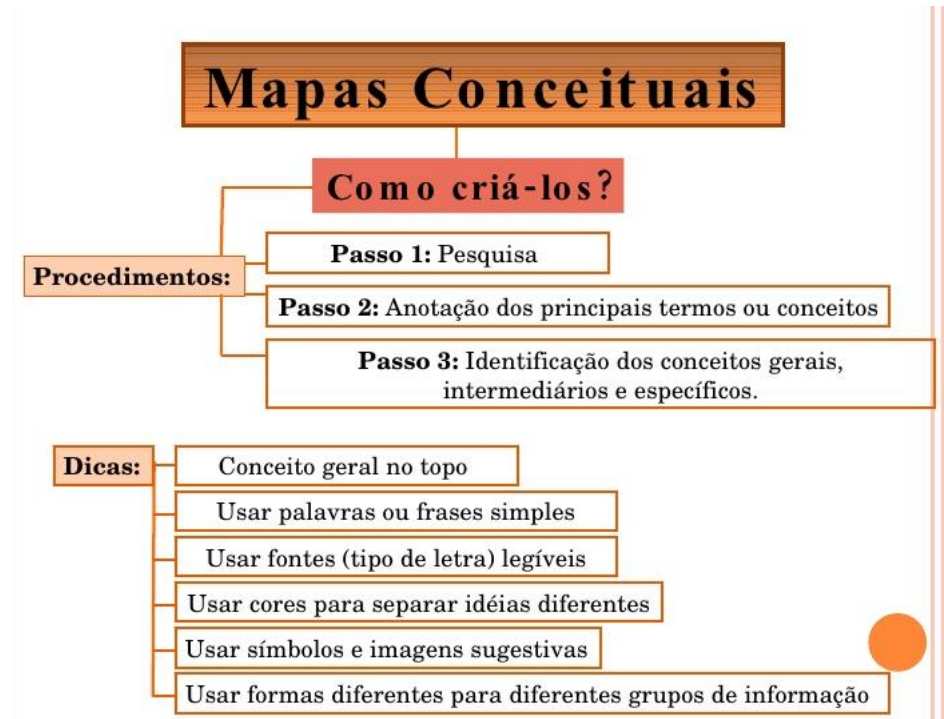 Mapas Conceituais
Como criá-los?
Procedimentos:
Passo 1: Pesquisa
Passo 2: Anotação dos principais termos ou conceitos
Passo 3: Identificação dos conceitos gerais,
intermediários e específicos.
Dicas:
Conceito geral no topo
Usar palavras ou frases simples
Usar fontes (tipo de letra) legíveis
Usar cores para separar idéias diferentes
Usar símbolos e imagens sugestivas
Usar formas diferentes para diferentes grupos de informação